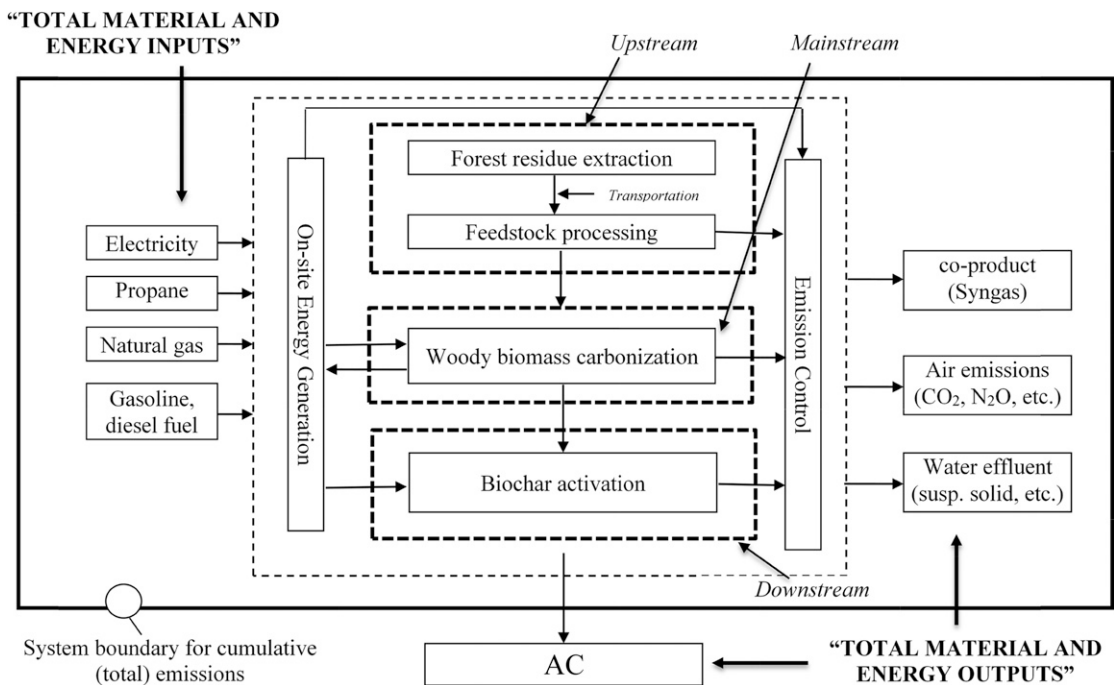 “TOTAL MATERIAL AND
ENERGY INPUTS”
Upstream
Mainstream
Forest residue extraction
Transportation
Feedstock processing
Electricity
Propane
Natural gas
Gasoline,
diesel fuel
On-site Energy Generation
Woody biomass carbonization
Biochar activation
Emission Control
co-product
(Syngas)
Air emissions
(CO₂, N₂O, etc.)
Water effluent
(susp. solid, etc.)
Downstream
System boundary for cumulative
(total) emissions
AC
“TOTAL MATERIAL AND
ENERGY OUTPUTS”